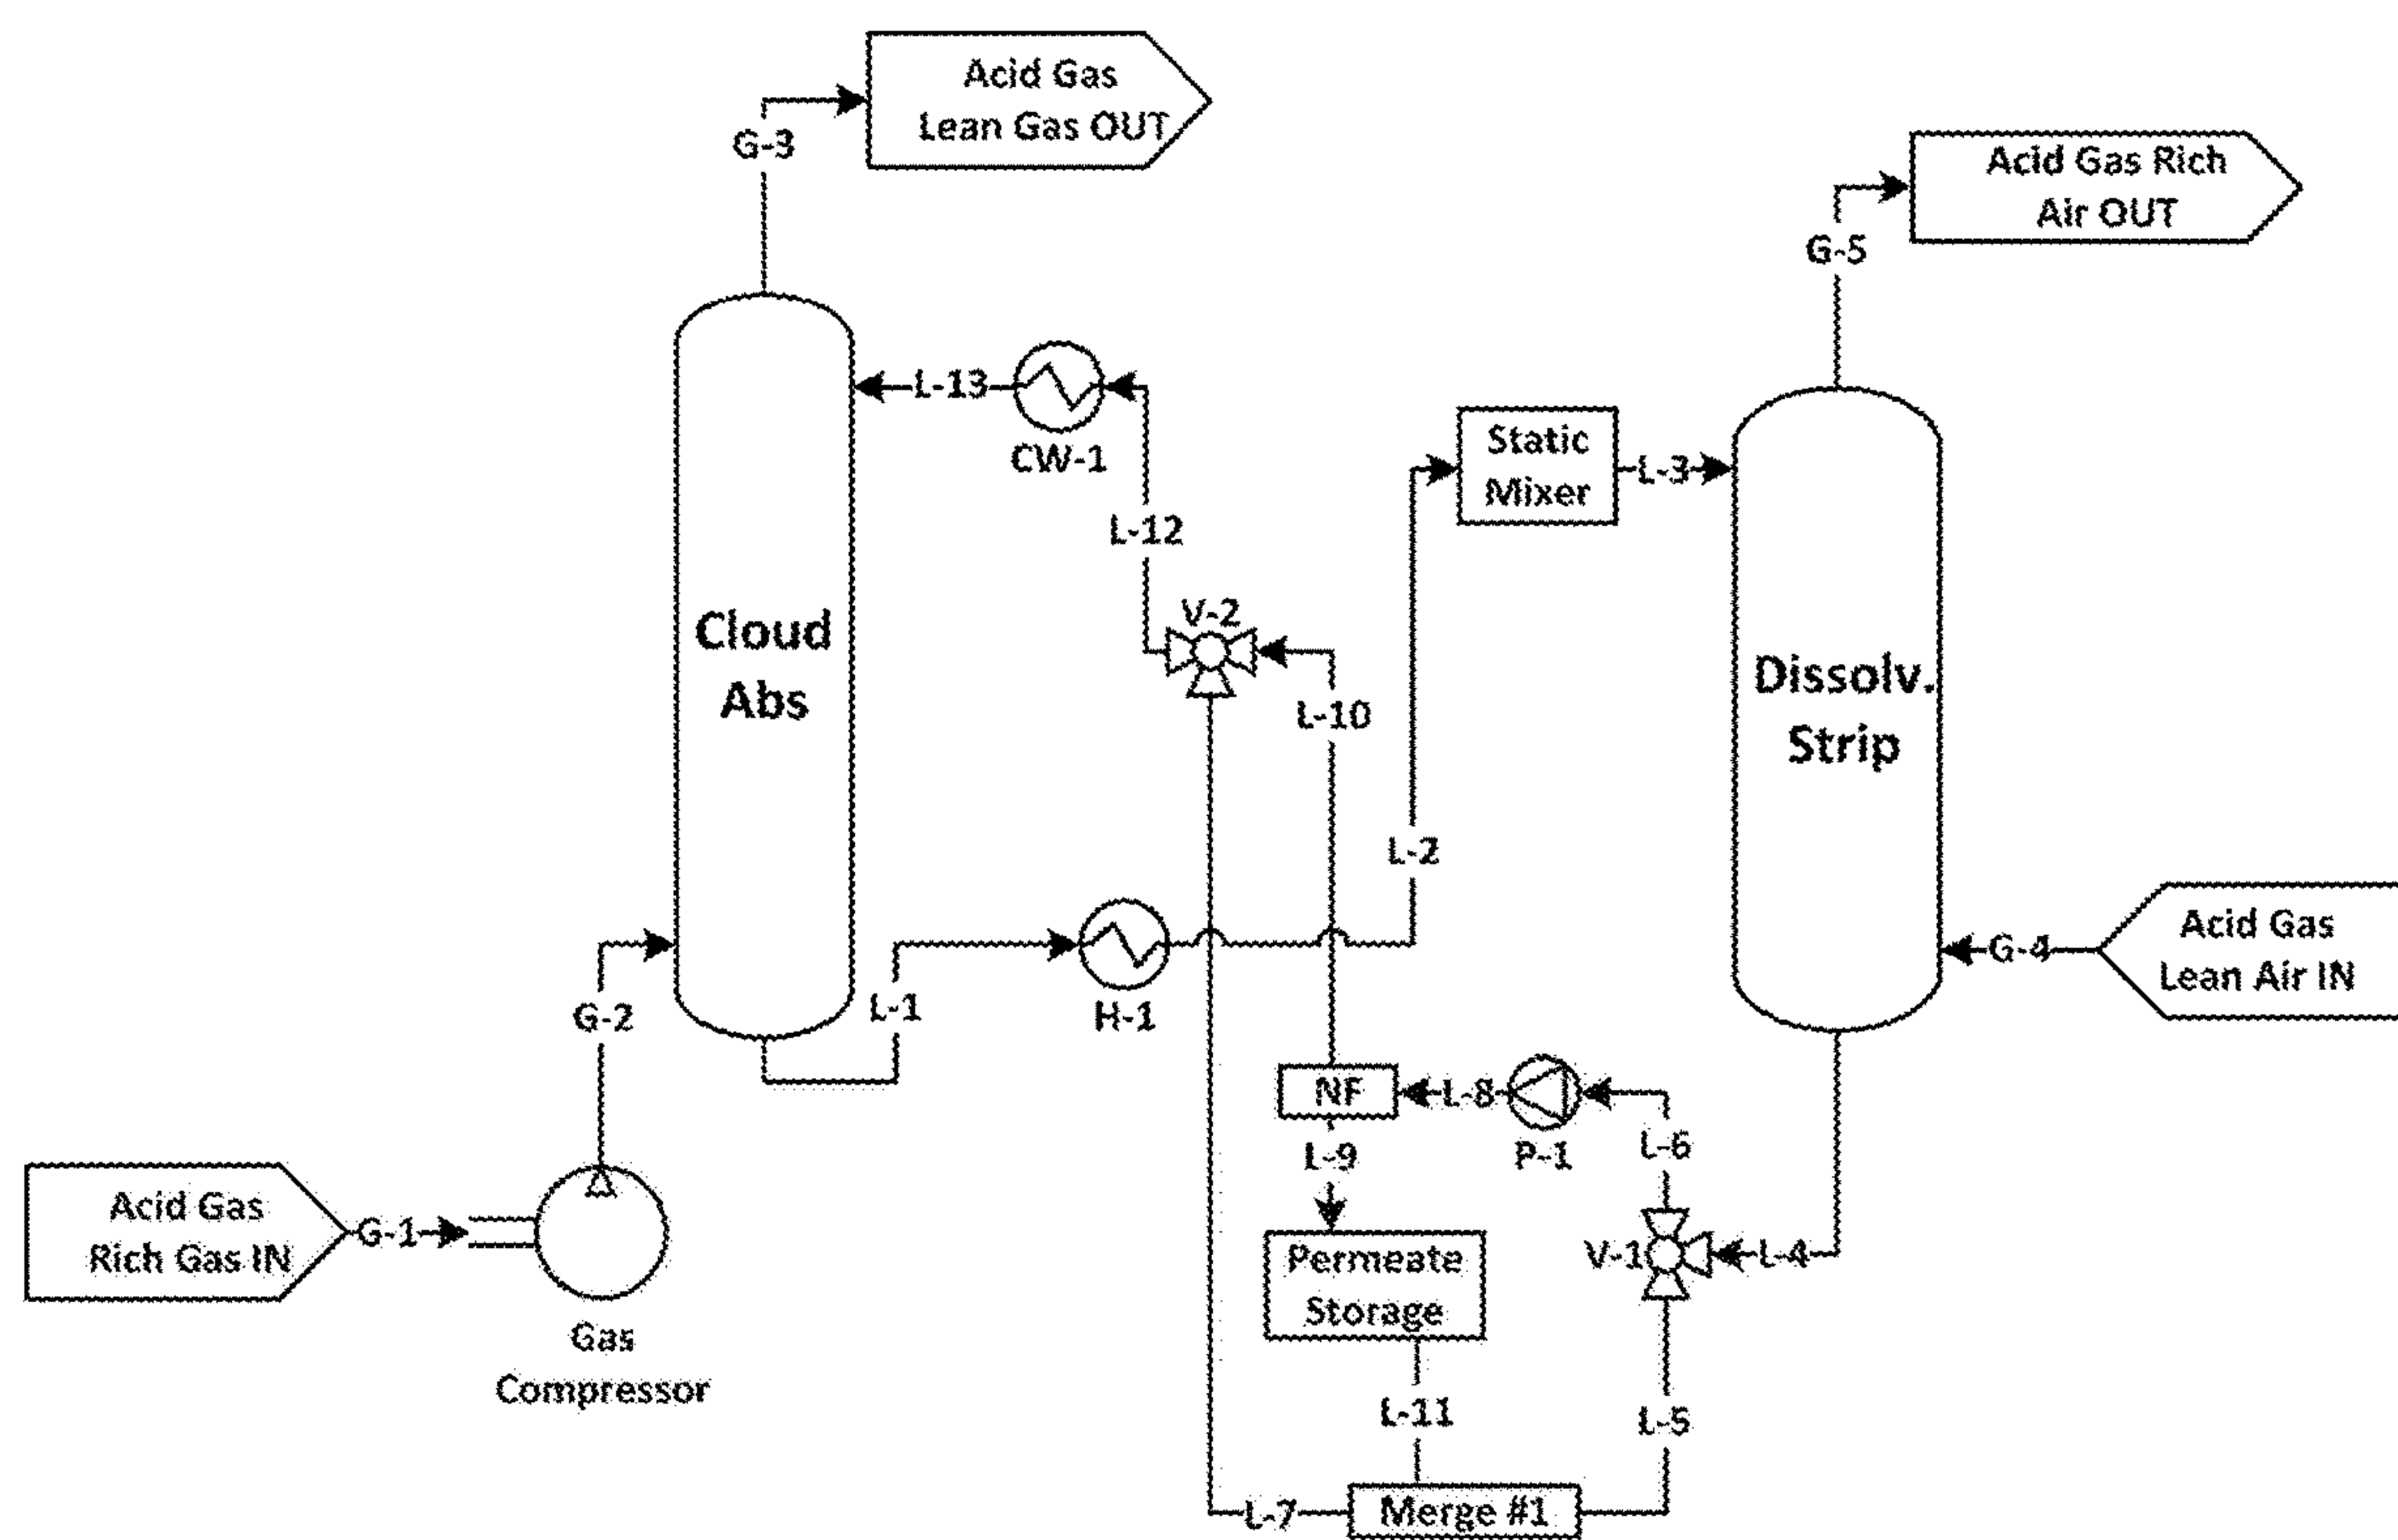 Acid Gas
Lean Gas OUT
G-3
Acid Gas Rich
Air OUT
G-5
L-13
CW-1
Static
Mixer
L-3
L-12
V-2
Cloud
Abs
L-10
Dissolv.
Strip
L-2
Acid Gas
Lean Air IN
G-4
L-1
H-1
G-2
NF
L-8
P-1
L-6
L-9
Acid Gas
Rich Gas IN
G-1
Permeate
Storage
V-1
L-4
Gas
Compressor
L-11
L-5
L-7
Merge #1